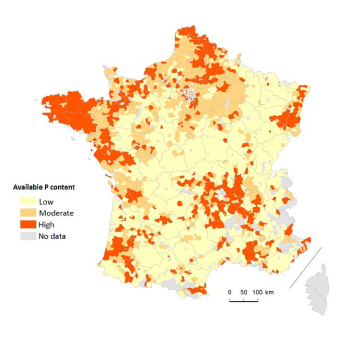 Available P content
Low
Moderate
High
No data
0 50 100 km